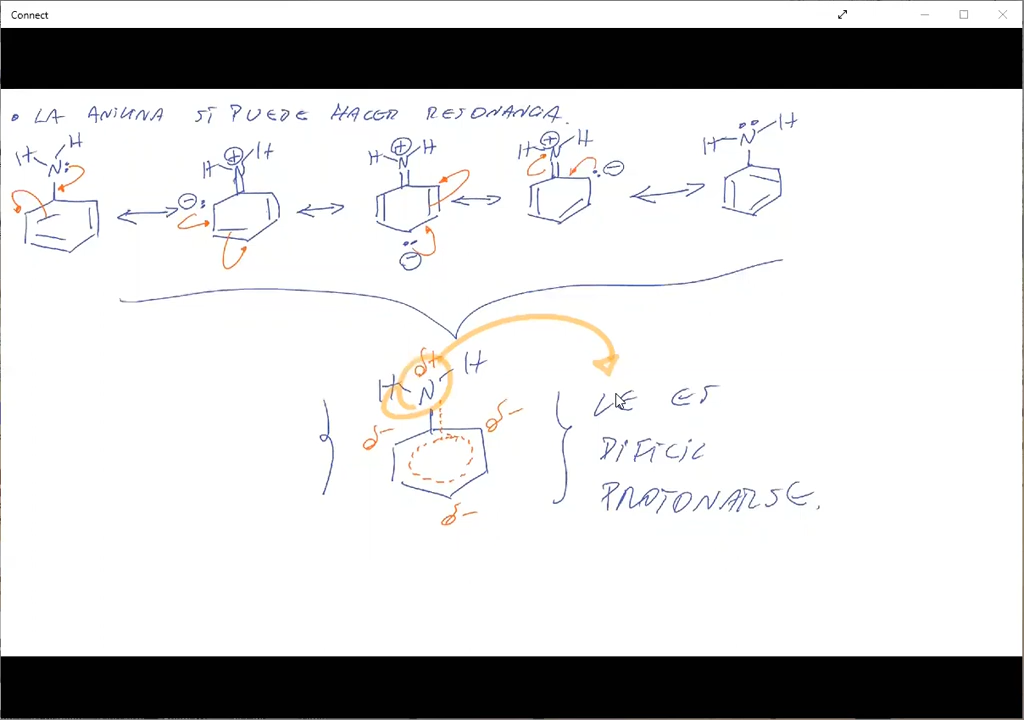 Connect
• LA ANILINA SI PUEDE HACER RESONANCIA.
H H N: ⊕ H H N ⊕ H H N ⊕ H H N H N H
⊖: ⊖ :⊖
δ+
H N H
δ- δ-
δ-
LE ES
DIFICIL
PROTONARSE.